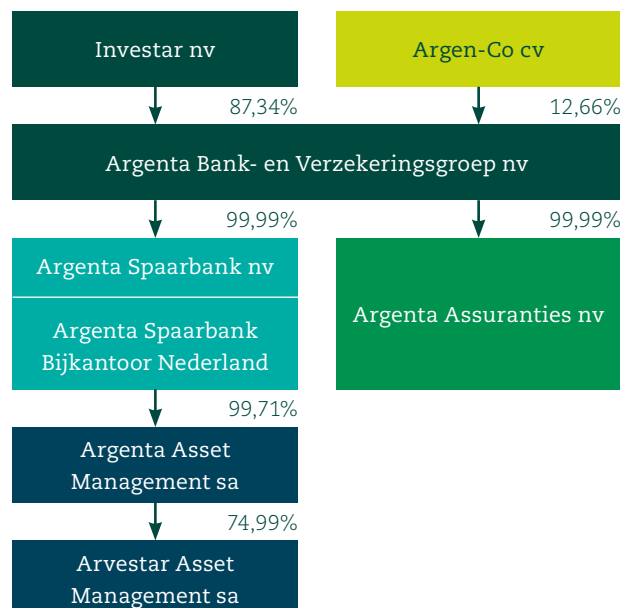 Investar nv
Argen-Co cv
87,34%
12,66%
Argenta Bank- en Verzekeringsgroep nv
99,99%
99,99%
Argenta Spaarbank nv
Argenta Spaarbank
Bijkantoor Nederland
Argenta Assuranties nv
99,71%
Argenta Asset
Management sa
74,99%
Arvestar Asset
Management sa